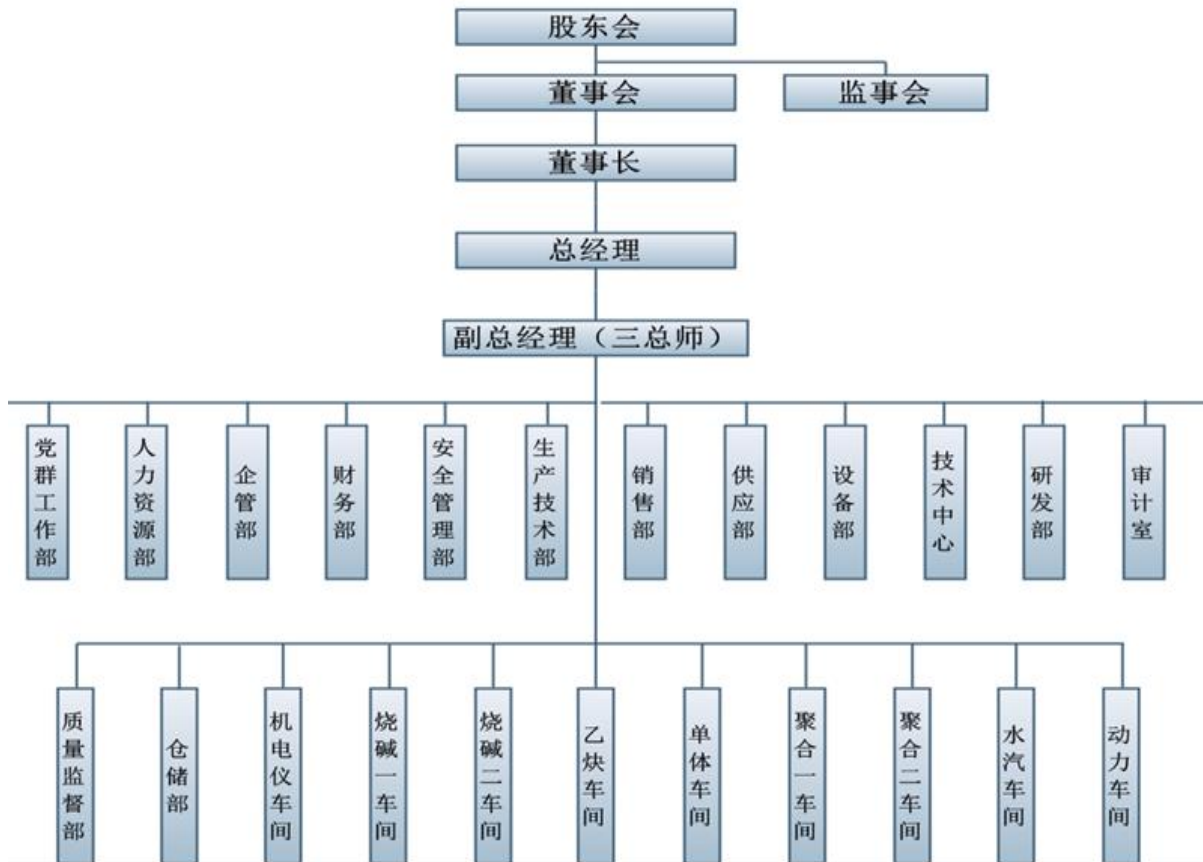 股东会
董事会
监事会
董事长
总经理
副总经理（三总师）
党群工作部
人力资源部
企管部
财务部
安全管理部
生产技术部
销售部
供应部
设备部
技术中心
研发部
审计室
质量监督部
仓储部
机电仪车间
烧碱一车间
烧碱二车间
乙炔车间
单体车间
聚合一车间
聚合二车间
水汽车间
动力车间